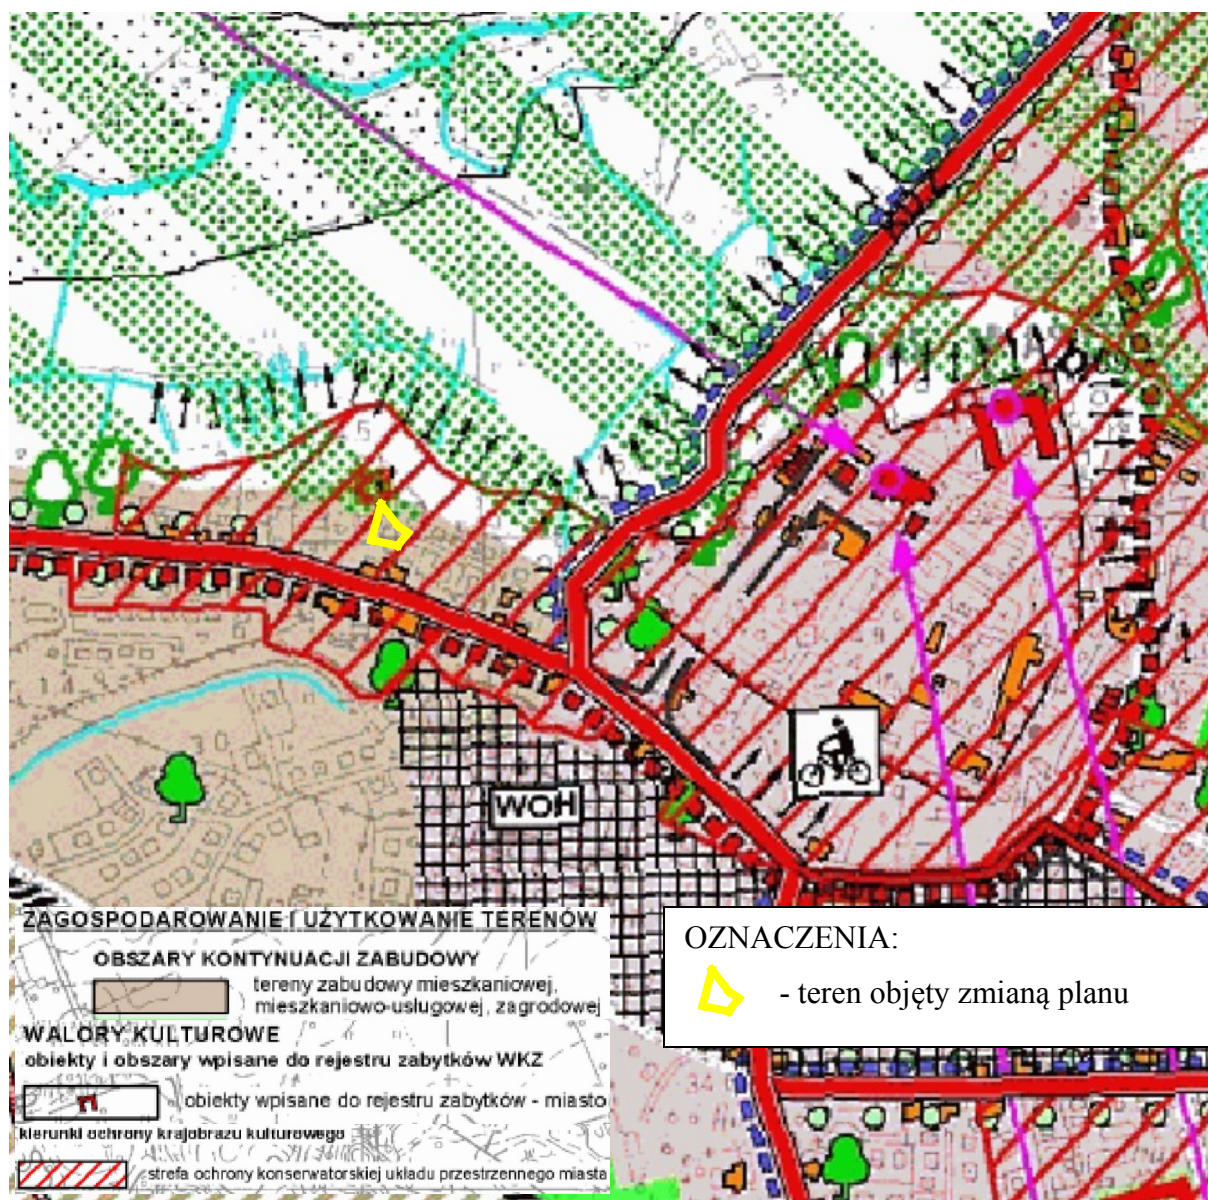 WOH
ZAGOSPODAROWANIE I UŻYTKOWANIE TERENÓW
OBSZARY KONTYNUACJI ZABUDOWY
tereny zabudowy mieszkaniowej,
mieszkaniowo-usługowej, zagrodowej
WALORY KULTUROWE
obiekty i obszary wpisane do rejestru zabytków WKZ
obiekty wpisane do rejestru zabytków - miasto
kierunki ochrony krajobrazu kulturowego
strefa ochrony konserwatorskiej układu przestrzennego miasta
OZNACZENIA:
- teren objęty zmianą planu